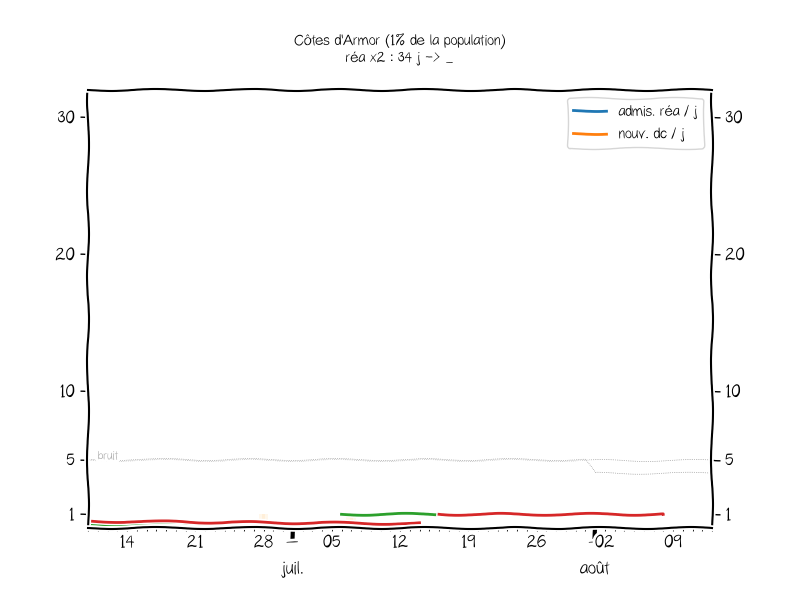 Côtes d'Armor (1% de la population)
réa x2 : 34 j -> _
admis. réa / j
nouv. dc / j
30
30
20
20
10
10
bruit
5
5
1
1
14 21 28 05 12 19 26 02 09
juil. août